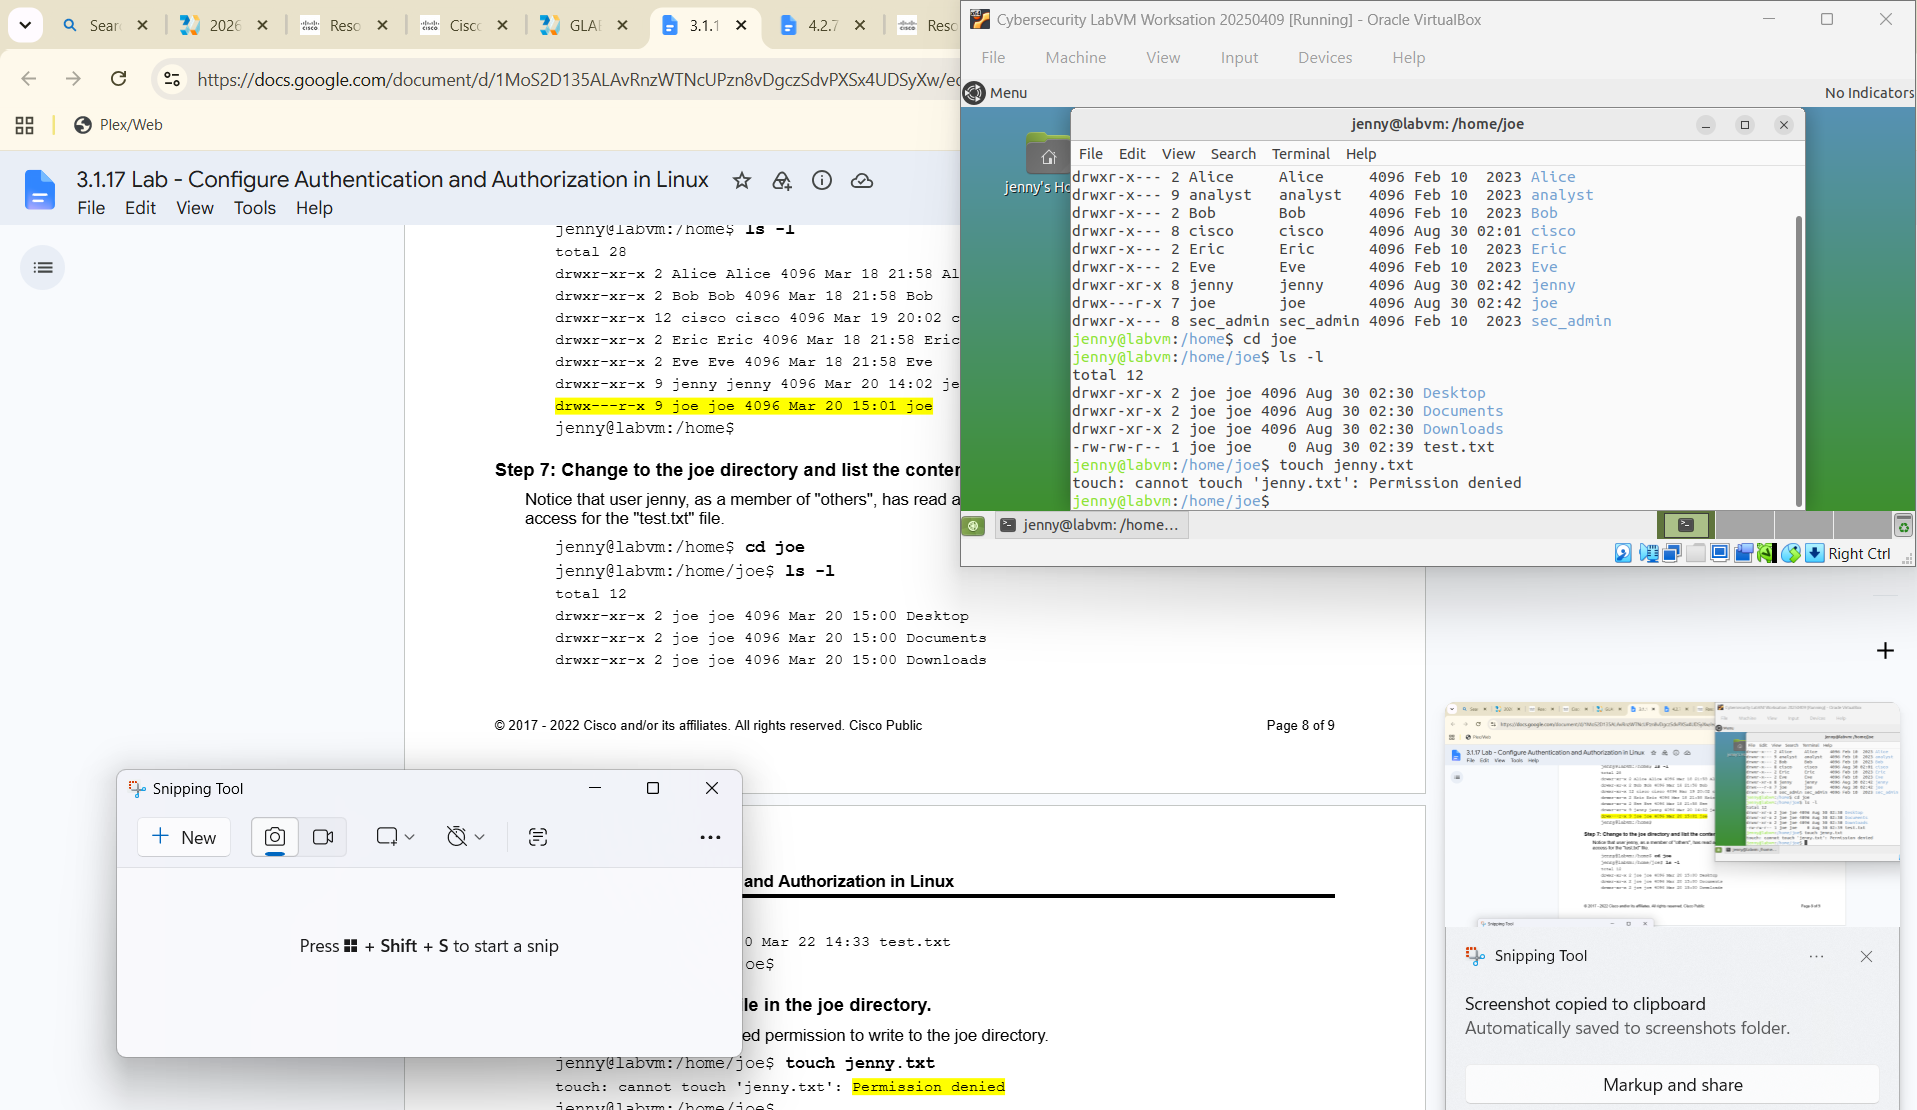 Sear
2026
Reso
Cisco
GLAB
3.1.1
4.2.7
Reso
https://docs.google.com/document/d/1MoS2D135ALAvRnzWTNcUPzn8vDgczSdvPXSx4UDSyXw/ec
Plex/Web
3.1.17 Lab - Configure Authentication and Authorization in Linux
File Edit View Tools Help
jenny@labvm:/home$ ls -l
total 28
drwxr-xr-x 2 Alice Alice 4096 Mar 18 21:58 Al
drwxr-xr-x 2 Bob Bob 4096 Mar 18 21:58 Bob
drwxr-xr-x 12 cisco cisco 4096 Mar 19 20:02 c
drwxr-xr-x 2 Eric Eric 4096 Mar 18 21:58 Eric
drwxr-xr-x 2 Eve Eve 4096 Mar 18 21:58 Eve
drwxr-xr-x 9 jenny jenny 4096 Mar 20 14:02 je
drwx---r-x 9 joe joe 4096 Mar 20 15:01 joe
jenny@labvm:/home$
Step 7: Change to the joe directory and list the conten
Notice that user jenny, as a member of "others", has read a
access for the "test.txt" file.
jenny@labvm:/home$ cd joe
jenny@labvm:/home/joe$ ls -l
total 12
drwxr-xr-x 2 joe joe 4096 Mar 20 15:00 Desktop
drwxr-xr-x 2 joe joe 4096 Mar 20 15:00 Documents
drwxr-xr-x 2 joe joe 4096 Mar 20 15:00 Downloads
© 2017 - 2022 Cisco and/or its affiliates. All rights reserved. Cisco Public Page 8 of 9
and Authorization in Linux
0 Mar 22 14:33 test.txt
oe$
le in the joe directory.
ed permission to write to the joe directory.
jenny@labvm:/home/joe$ touch jenny.txt
touch: cannot touch 'jenny.txt': Permission denied
jenny@labvm:/home/joe$
Cybersecurity LabVM Worksation 20250409 [Running] - Oracle VirtualBox
File Machine View Input Devices Help
Menu No Indicators
jenny's Ho
jenny@labvm: /home/joe
File Edit View Search Terminal Help
drwxr-x--- 2 Alice Alice 4096 Feb 10 2023 Alice
drwxr-x--- 9 analyst analyst 4096 Feb 10 2023 analyst
drwxr-x--- 2 Bob Bob 4096 Feb 10 2023 Bob
drwxr-x--- 8 cisco cisco 4096 Aug 30 02:01 cisco
drwxr-x--- 2 Eric Eric 4096 Feb 10 2023 Eric
drwxr-x--- 2 Eve Eve 4096 Feb 10 2023 Eve
drwxr-xr-x 8 jenny jenny 4096 Aug 30 02:42 jenny
drwx---r-x 7 joe joe 4096 Aug 30 02:42 joe
drwxr-x--- 8 sec_admin sec_admin 4096 Feb 10 2023 sec_admin
jenny@labvm:/home$ cd joe
jenny@labvm:/home/joe$ ls -l
total 12
drwxr-xr-x 2 joe joe 4096 Aug 30 02:30 Desktop
drwxr-xr-x 2 joe joe 4096 Aug 30 02:30 Documents
drwxr-xr-x 2 joe joe 4096 Aug 30 02:30 Downloads
-rw-rw-r-- 1 joe joe 0 Aug 30 02:39 test.txt
jenny@labvm:/home/joe$ touch jenny.txt
touch: cannot touch 'jenny.txt': Permission denied
jenny@labvm:/home/joe$
jenny@labvm: /home...
Right Ctrl
Snipping Tool
New
Press + Shift + S to start a snip
Snipping Tool
Screenshot copied to clipboard
Automatically saved to screenshots folder.
Markup and share